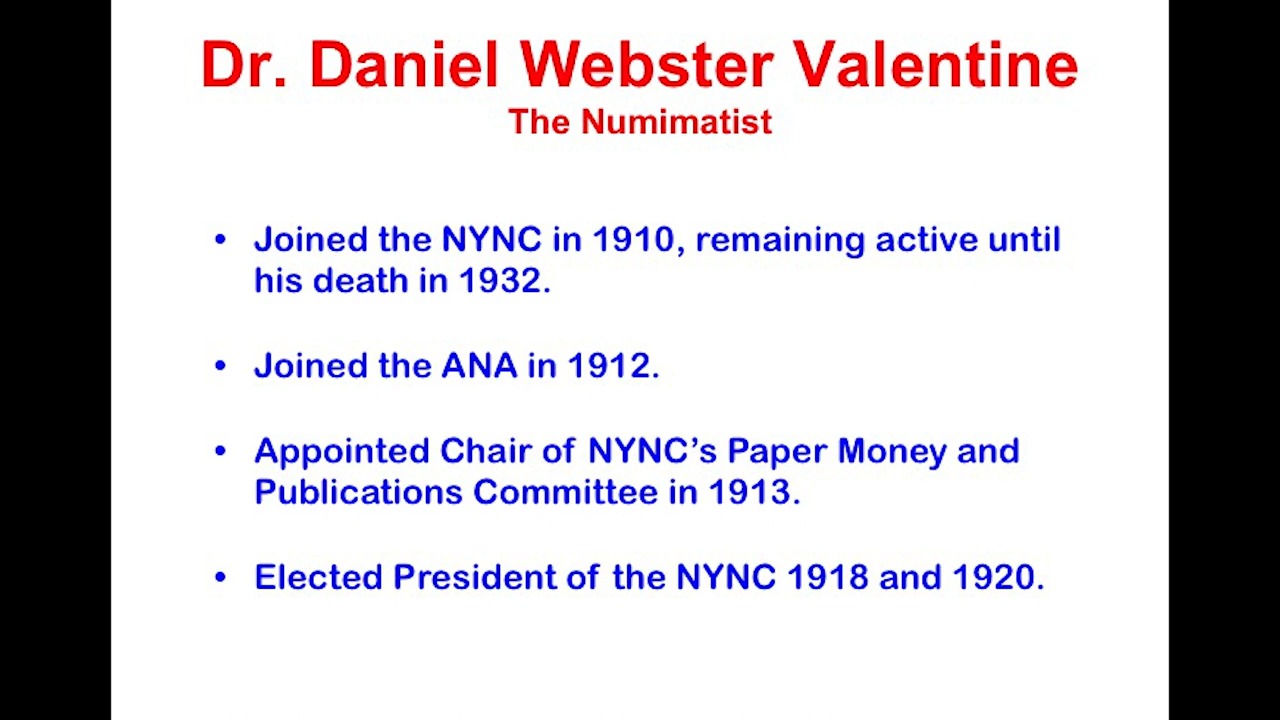 Dr. Daniel Webster Valentine
The Numimatist
• Joined the NYNC in 1910, remaining active until
his death in 1932.
• Joined the ANA in 1912.
• Appointed Chair of NYNC’s Paper Money and
Publications Committee in 1913.
• Elected President of the NYNC 1918 and 1920.